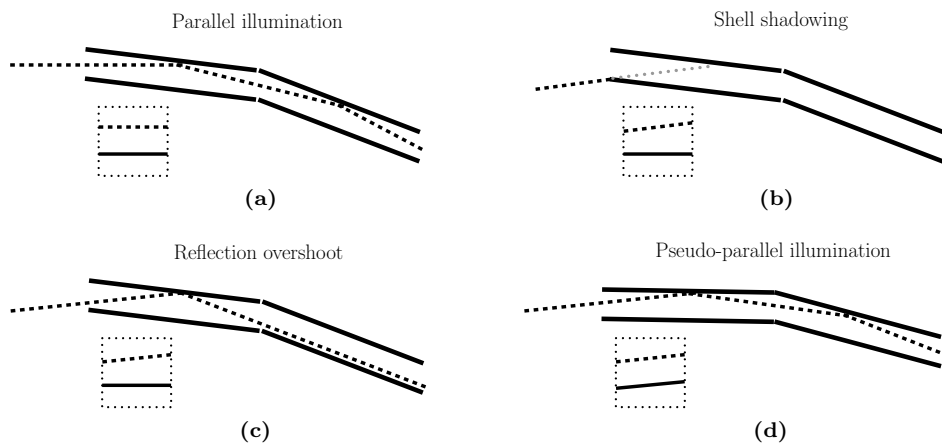 Parallel illumination
Shell shadowing
(a)
(b)
Reflection overshoot
Pseudo-parallel illumination
(c)
(d)